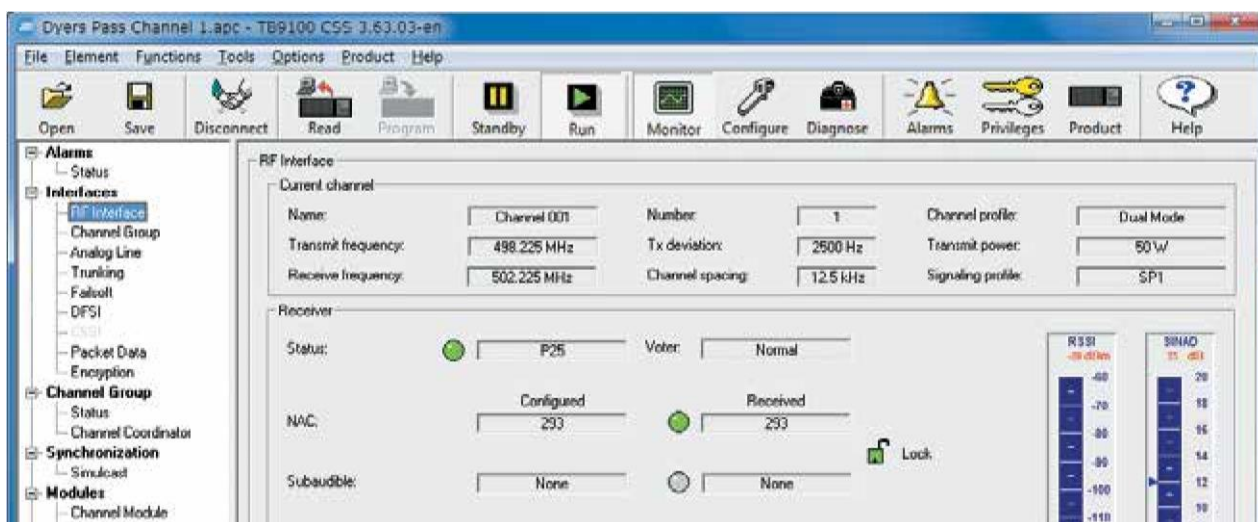 Dyers Pass Channel 1.apc - TB9100 CSS 3.63.03-en
File Element Functions Tools Options Product Help
Open Save Disconnect Read Program Standby Run Monitor Configure Diagnose Alarms Privileges Product Help
Alarms
Status
Interfaces
RF Interface
Channel Group
Analog Line
Trunking
Failsoft
DFSI
CSSI
Packet Data
Encryption
Channel Group
Status
Channel Coordinator
Synchronization
Simulcast
Modules
Channel Module
RF Interface
Current channel
Name: Channel 001 Number: 1 Channel profile: Dual Mode
Transmit frequency: 498.225 MHz Tx deviation: 2500 Hz Transmit power: 50 W
Receive frequency: 502.225 MHz Channel spacing: 12.5 kHz Signaling profile: SP1
Receiver
Status: P25 Voter: Normal
Configured Received
NAC: 293 293
Lock
Subaudible: None None
RSSI
-60
-70
-80
-90
-100
-110
SINAD
20
18
16
14
12
10